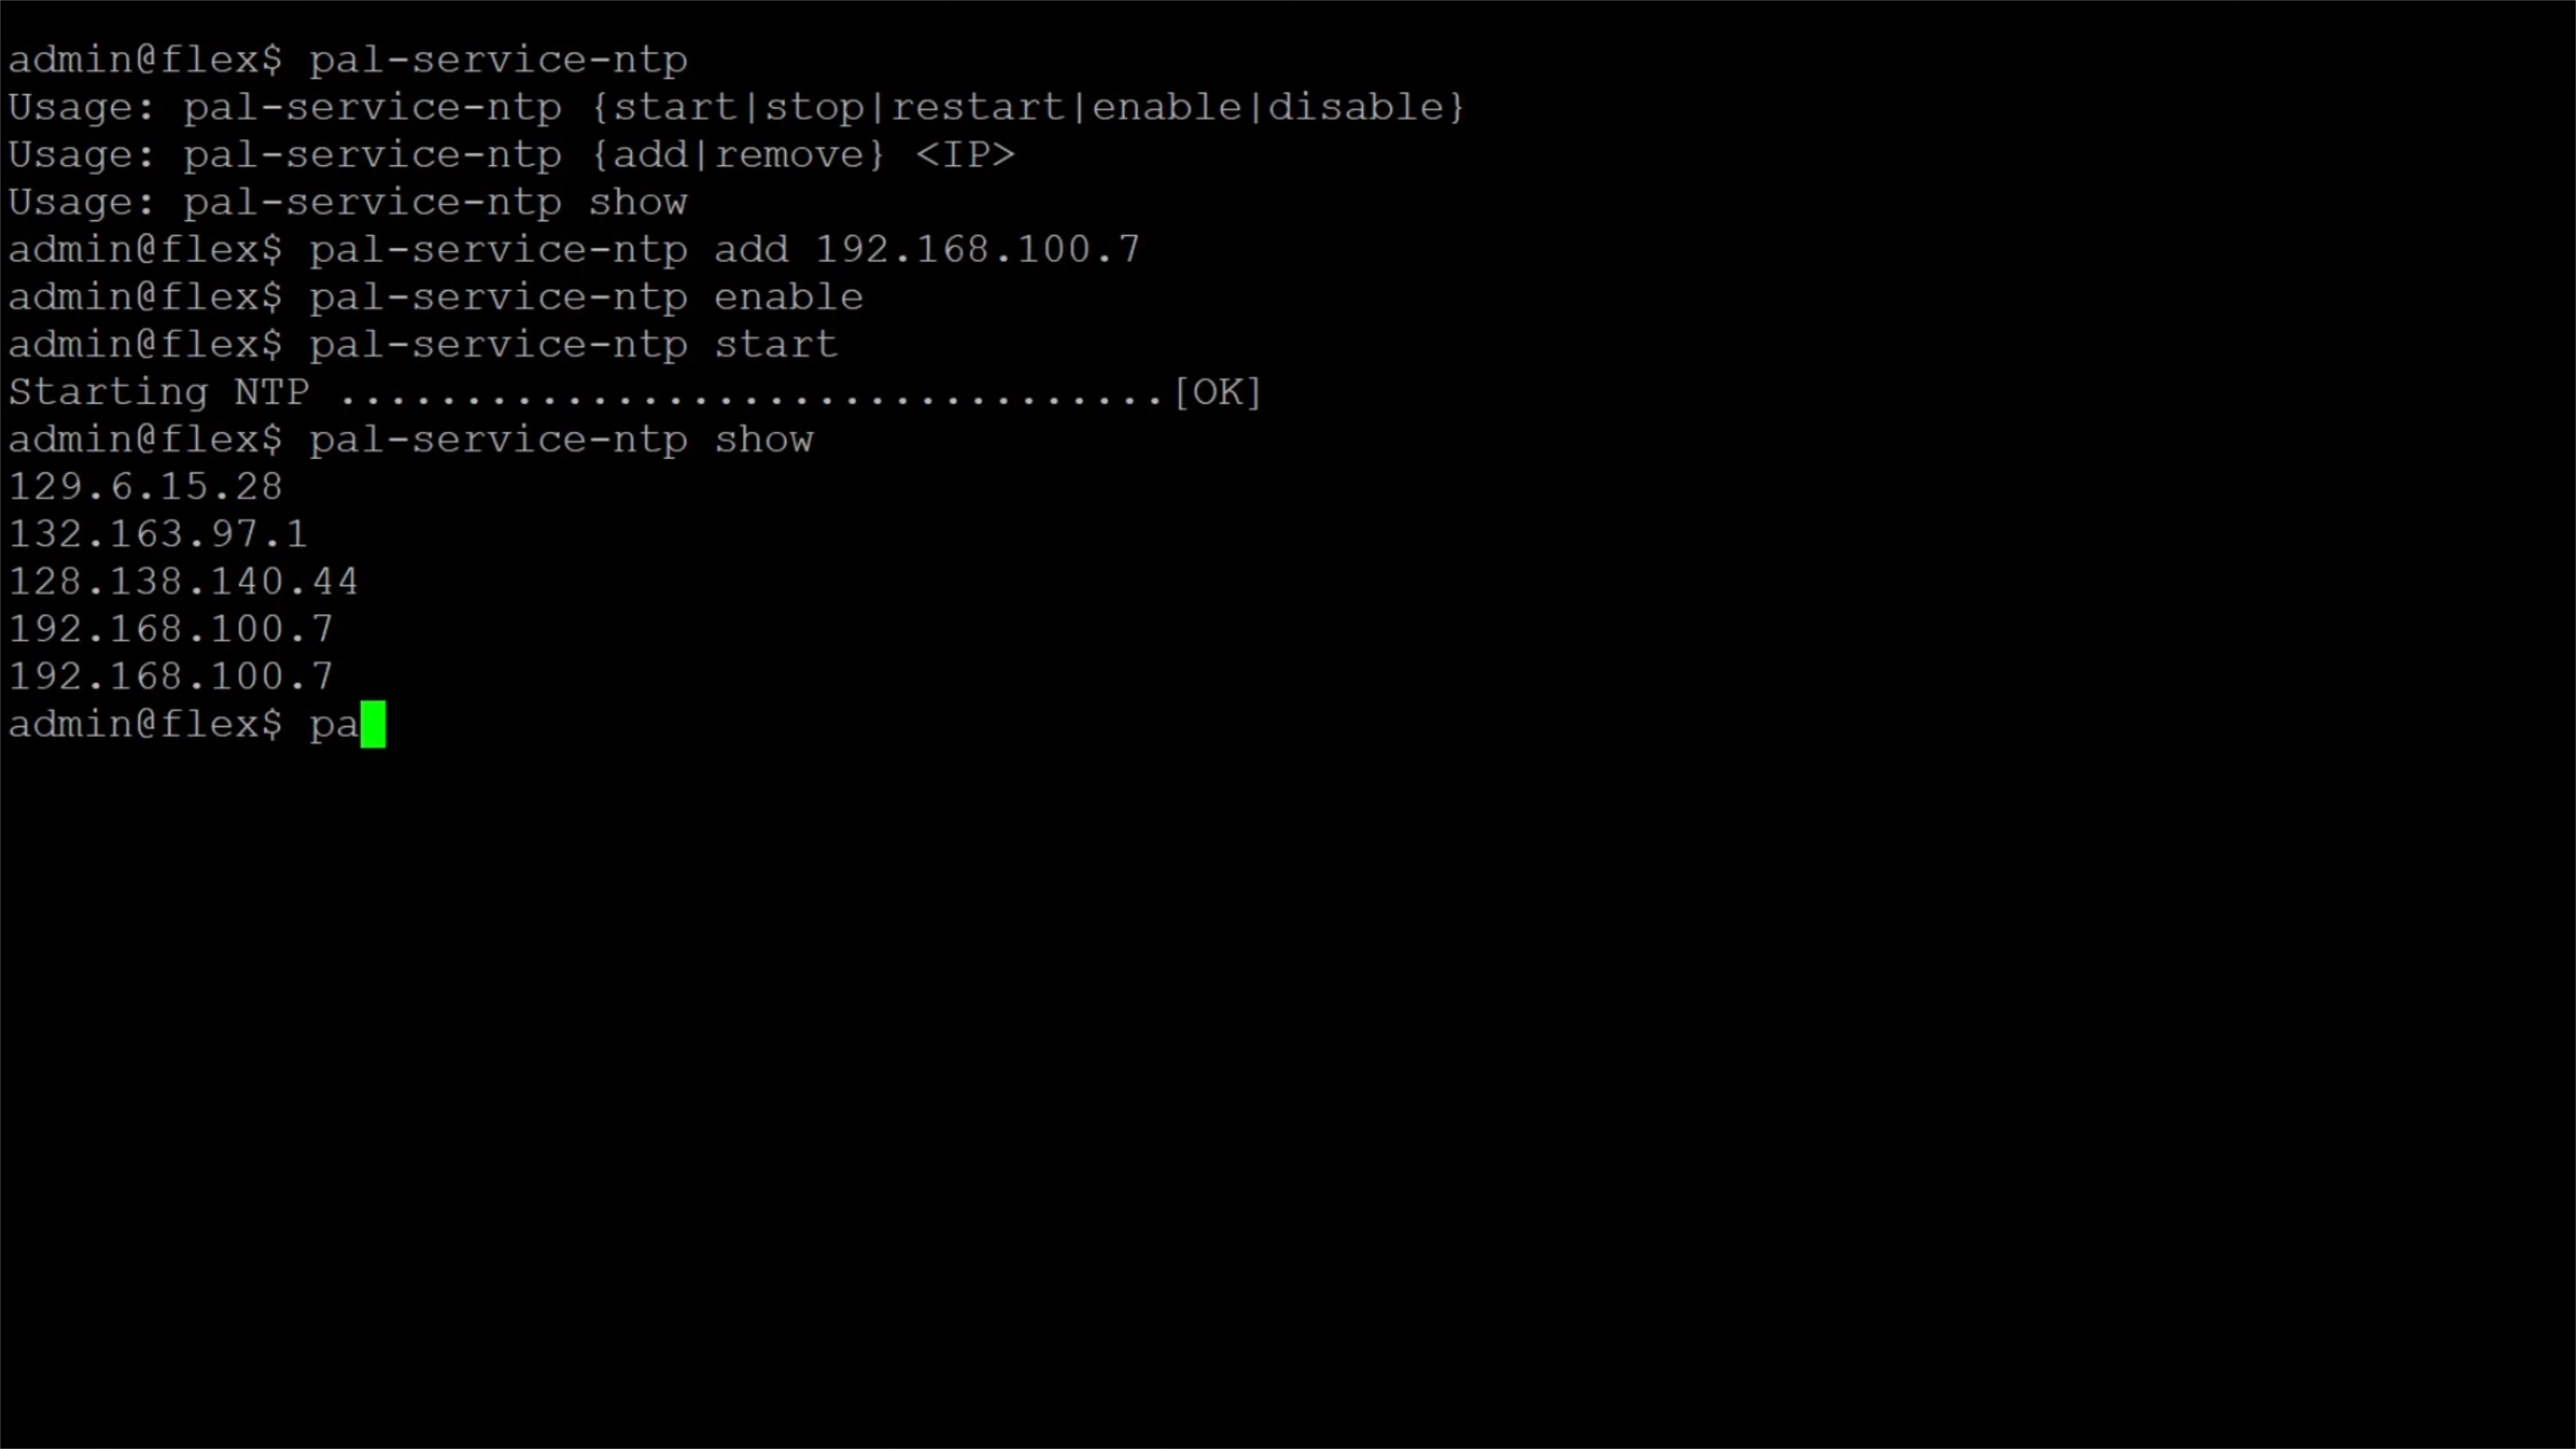 admin@flex$ pal-service-ntp
Usage: pal-service-ntp {start|stop|restart|enable|disable}
Usage: pal-service-ntp {add|remove} <IP>
Usage: pal-service-ntp show
admin@flex$ pal-service-ntp add 192.168.100.7
admin@flex$ pal-service-ntp enable
admin@flex$ pal-service-ntp start
Starting NTP .................................[OK]
admin@flex$ pal-service-ntp show
129.6.15.28
132.163.97.1
128.138.140.44
192.168.100.7
192.168.100.7
admin@flex$ pa